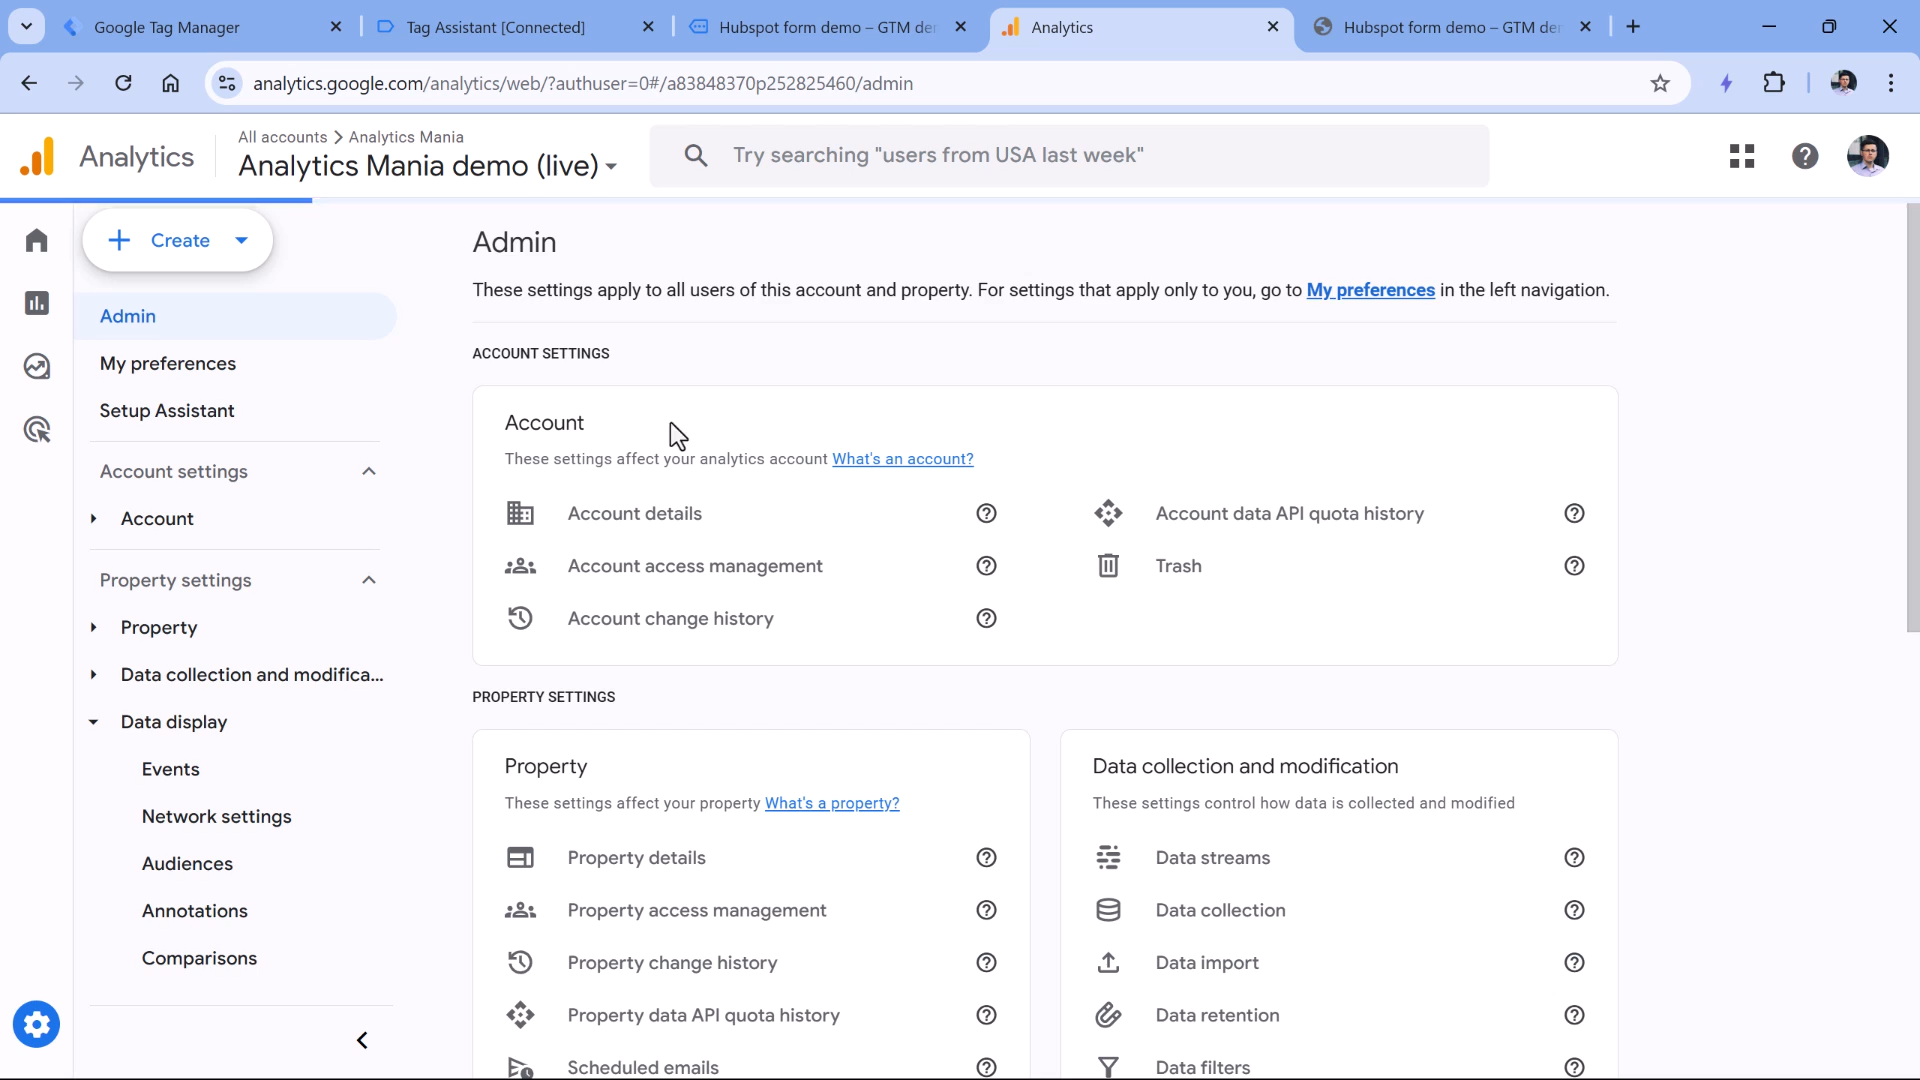 Google Tag Manager
Tag Assistant [Connected]
Hubspot form demo – GTM de
Analytics
Hubspot form demo – GTM de
analytics.google.com/analytics/web/?authuser=0#/a83848370p252825460/admin
Analytics
All accounts > Analytics Mania
Analytics Mania demo (live)
Try searching "users from USA last week"
Create
Admin
My preferences
Setup Assistant
Account settings
Account
Property settings
Property
Data collection and modifica...
Data display
Events
Network settings
Audiences
Annotations
Comparisons
Admin
These settings apply to all users of this account and property. For settings that apply only to you, go to My preferences in the left navigation.
ACCOUNT SETTINGS
Account
These settings affect your analytics account What's an account?
Account details
Account access management
Account change history
Account data API quota history
Trash
PROPERTY SETTINGS
Property
These settings affect your property What's a property?
Property details
Property access management
Property change history
Property data API quota history
Scheduled emails
Data collection and modification
These settings control how data is collected and modified
Data streams
Data collection
Data import
Data retention
Data filters